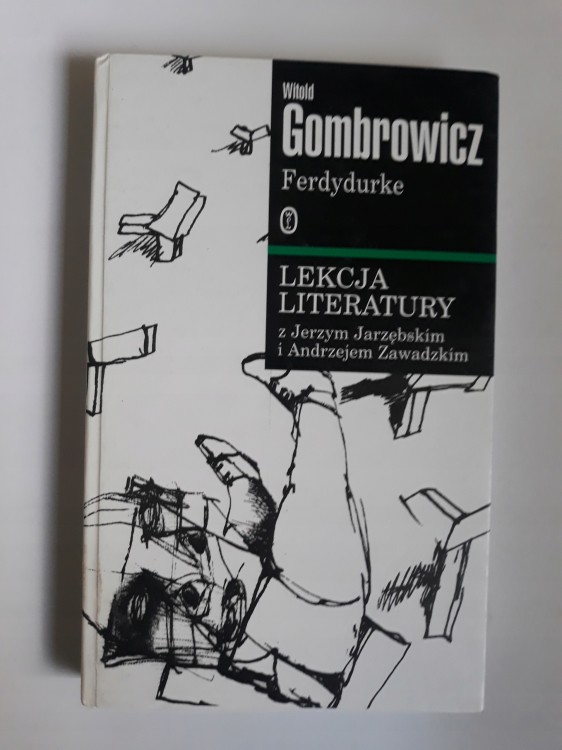 Witold
Gombrowicz
Ferdydurke
LEKCJA
LITERATURY
z Jerzym Jarzębskim
i Andrzejem Zawadzkim